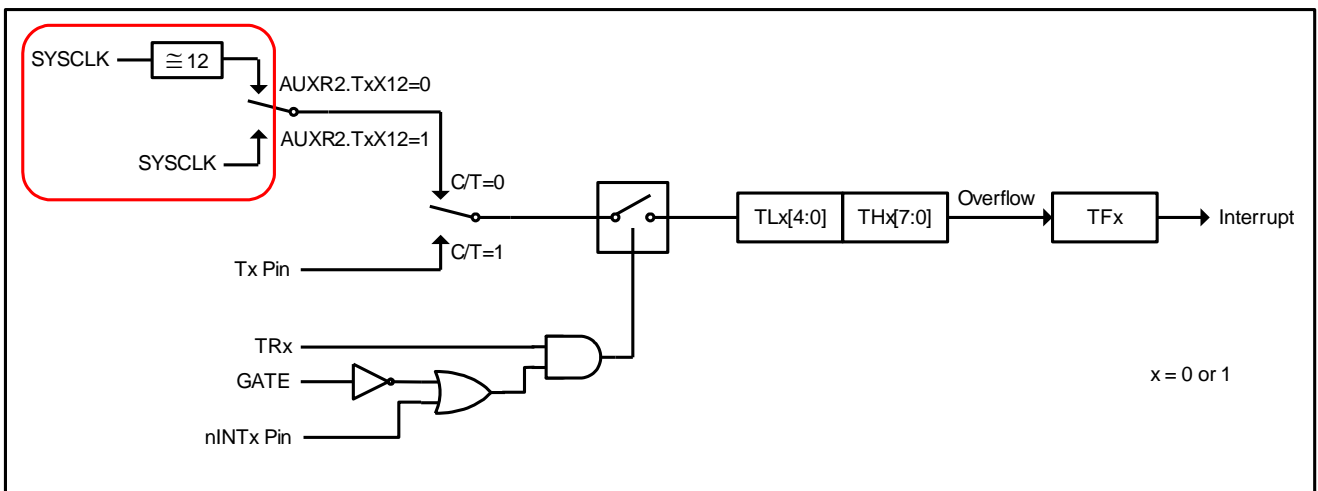 SYSCLK
≅12
AUXR2.TxX12=0
AUXR2.TxX12=1
SYSCLK
C/T=0
C/T=1
Tx Pin
TLx[4:0] THx[7:0] Overflow TFx Interrupt
TRx
GATE
nINTx Pin
x = 0 or 1